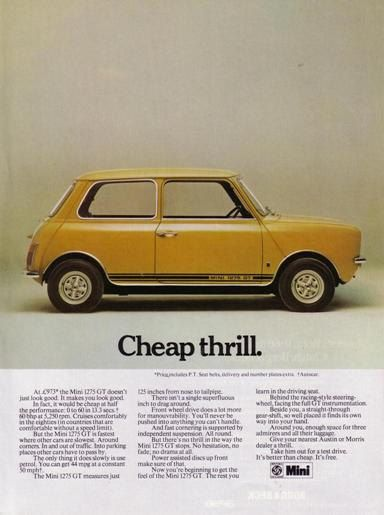 MINI 1275 GT
Cheap thrill.
*Price includes P.T. Seat belts, delivery and number plates extra. †Autocar.
At £973* the Mini 1275 GT doesn't
just look good. It makes you look good.
In fact, it would be cheap at half
the performance: 0 to 60 in 13.3 secs.†
60 bhp at 5,250 rpm. Cruises comfortably
in the eighties (in countries that are
comfortable without a speed limit).
But the Mini 1275 GT is fastest
where other cars are slowest. Around
corners. In and out of traffic. Into parking
places other cars have to pass by.
The only thing it does slowly is use
petrol. You can get 44 mpg at a constant
50 mph†.
The Mini 1275 GT measures just
125 inches from nose to tailpipe.
There isn't a single superfluous
inch to drag around.
Front wheel drive does a lot more
for manouvrability. You'll never be
pushed into anything you can't handle.
And fast cornering is supported by
independent suspension. All round.
But there's no thrill in the way the
Mini 1275 GT stops. No hesitation, no
fade; no drama at all.
Power assisted discs up front
make sure of that.
Now you're beginning to get the
feel of the Mini 1275 GT. The rest you
learn in the driving seat.
Behind the racing-style steering-
wheel, facing the full GT instrumentation.
Beside you, a straight-through
gear-shift, so well placed it feels its own
way into your hand.
Around you, enough space for three
admirers and all their luggage.
Give your nearest Austin or Morris
dealer a thrill.
Take him out for a test drive.
It's better than cheap. It's free.
Mini